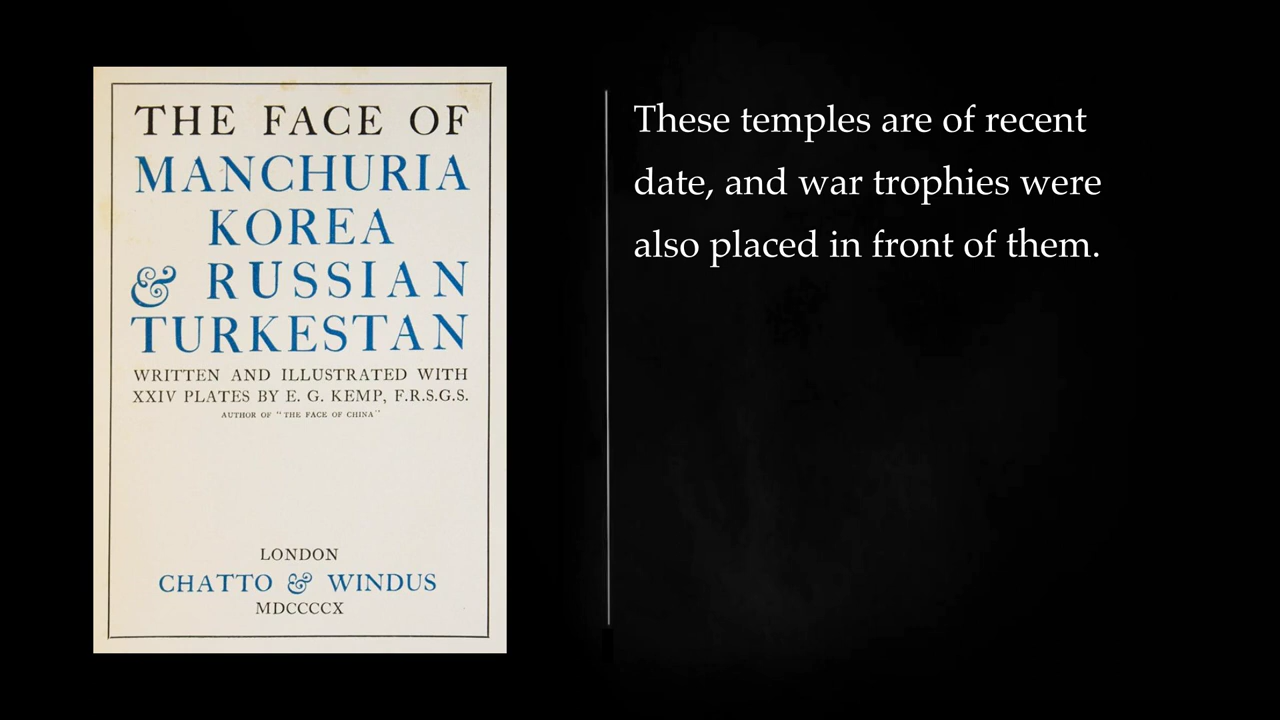 THE FACE OF
MANCHURIA
KOREA
& RUSSIAN
TURKESTAN
WRITTEN AND ILLUSTRATED WITH
XXIV PLATES BY E. G. KEMP, F.R.S.G.S.
AUTHOR OF "THE FACE OF CHINA"
LONDON
CHATTO & WINDUS
MDCCCCX
These temples are of recent
date, and war trophies were
also placed in front of them.